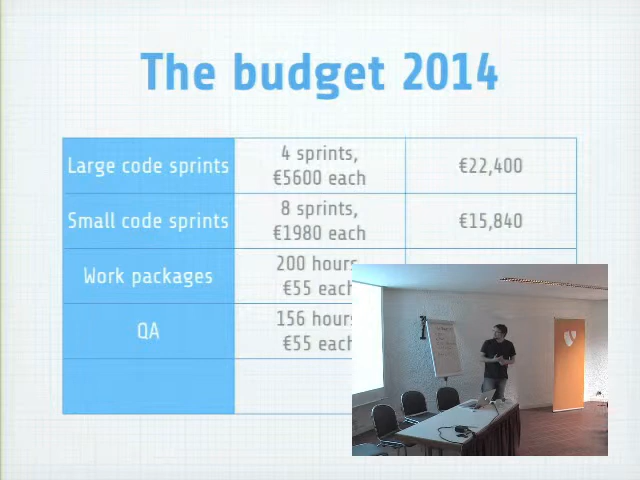 The budget 2014
Large code sprints
4 sprints,
€5600 each
€22,400
Small code sprints
8 sprints,
€1980 each
€15,840
Work packages
200 hours
€55 each
QA
156 hours
€55 each